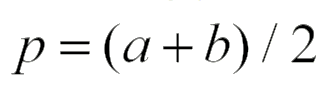 p = (a + b) / 2